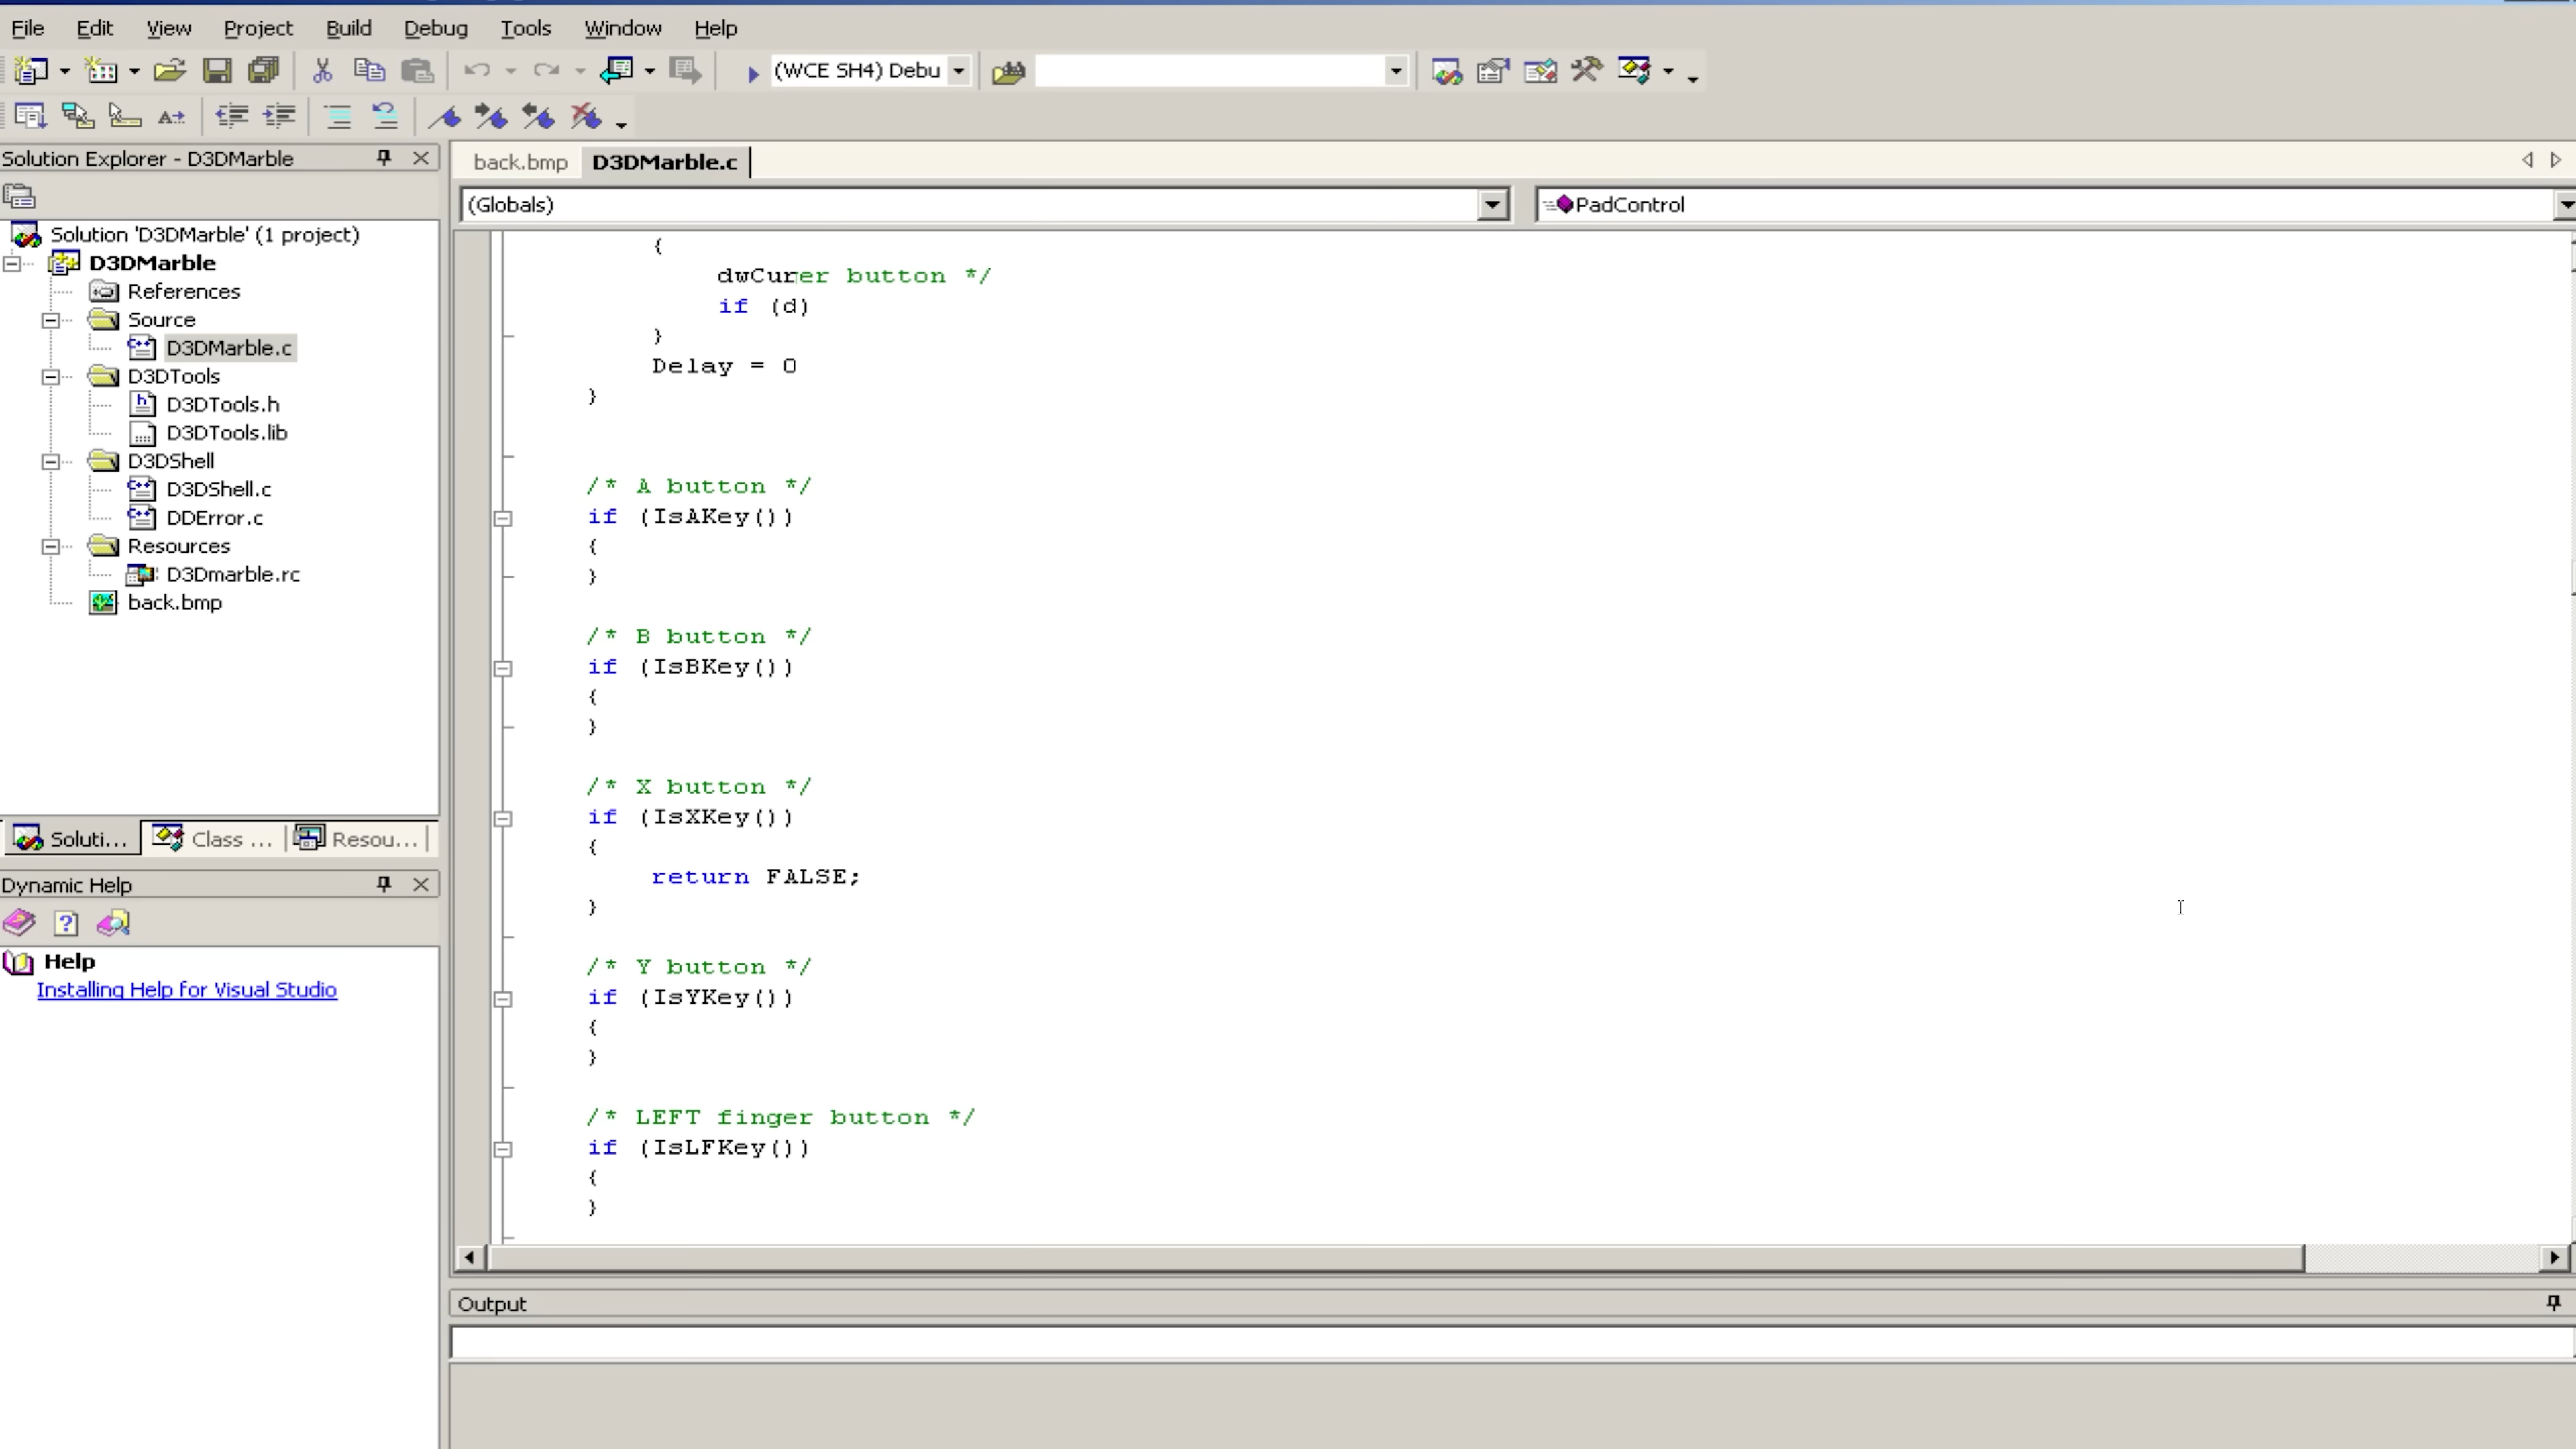 File Edit View Project Build Debug Tools Window Help
(WCE SH4) Debu
Solution Explorer - D3DMarble
Solution 'D3DMarble' (1 project)
D3DMarble
References
Source
D3DMarble.c
D3DTools
D3DTools.h
D3DTools.lib
D3DShell
D3DShell.c
DDError.c
Resources
D3Dmarble.rc
back.bmp
Soluti... Class ... Resou...
Dynamic Help
Help
Installing Help for Visual Studio
back.bmp D3DMarble.c
(Globals) PadControl
{
dwCurer button */
if (d)
}
Delay = 0
}
/* A button */
if (IsAKey())
{
}
/* B button */
if (IsBKey())
{
}
/* X button */
if (IsXKey())
{
return FALSE;
}
/* Y button */
if (IsYKey())
{
}
/* LEFT finger button */
if (IsLFKey())
{
}
Output